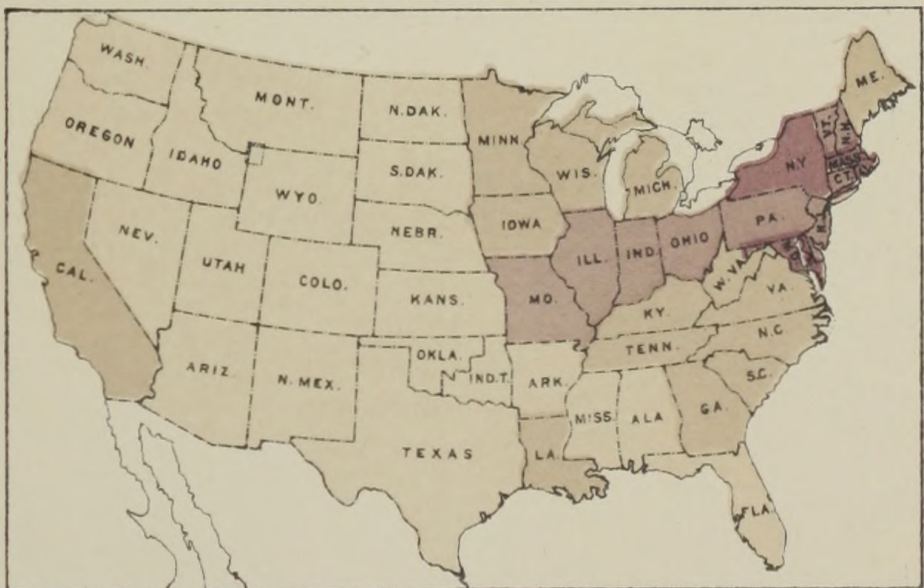 WASH.
MONT.
N.DAK.
MINN
ME.
OREGON
IDAHO
WYO.
S.DAK.
WIS.
MICH.
N.Y.
VT.
N.H.
MASS.
CT.
NEV.
UTAH
COLO.
NEBR.
IOWA
ILL.
IND.
OHIO
PA.
N.J.
CAL.
KANS.
MO.
KY.
W.VA.
VA.
ARIZ.
N.MEX.
OKLA.
IND.T.
ARK.
TENN.
N.C.
S.C.
TEXAS
LA.
MISS.
ALA
GA.
FLA.